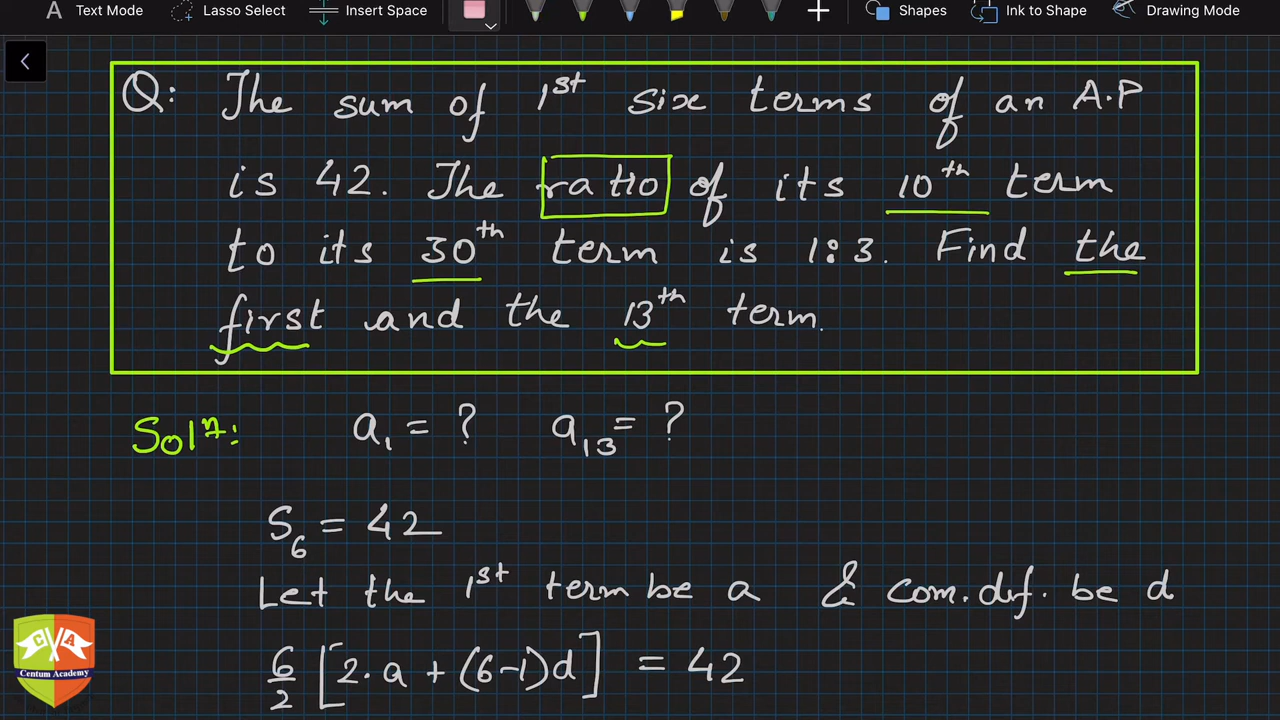 Text Mode Lasso Select Insert Space Shapes Ink to Shape Drawing Mode
Q: The sum of 1st six terms of an A.P
is 42. The ratio of its 10th term
to its 30th term is 1:3. Find the
first and the 13th term.
Solⁿ: a₁ = ? a₁₃ = ?
S₆ = 42
Let the 1st term be a & com. dif. be d
6/2 [2·a + (6-1)d] = 42
CA
Centum Academy